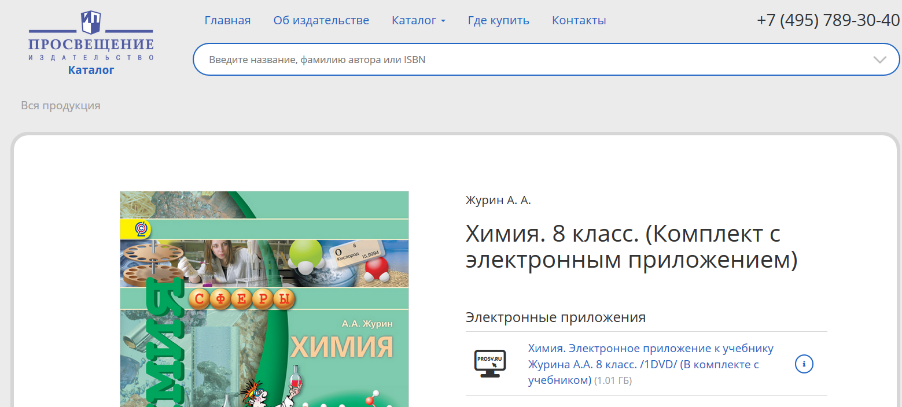 ПРОСВЕЩЕНИЕ
ИЗДАТЕЛЬСТВО
Каталог
Главная Об издательстве Каталог Где купить Контакты
+7 (495) 789-30-40
Введите название, фамилию автора или ISBN
Вся продукция
СФЕРЫ
А.А. Журин
ХИМИЯ
Журин А. А.
Химия. 8 класс. (Комплект с
электронным приложением)
Электронные приложения
PROSV.RU
Химия. Электронное приложение к учебнику
Журина А.А. 8 класс. /1DVD/ (В комплекте с
учебником) (1.01 ГБ)